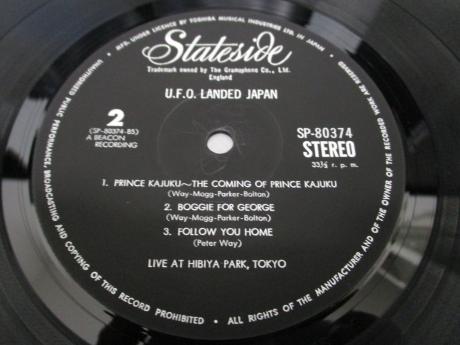 • MFD. UNDER LICENCE BY TOSHIBA MUSICAL INDUSTRIES LTD. IN JAPAN •
UNAUTHORISED PUBLIC PERFORMANCE, BROADCASTING AND COPYING OF THIS RECORD PROHIBITED • ALL RIGHTS OF THE MANUFACTURER AND OF THE OWNER OF THE RECORDED WORK ARE RESERVED
Stateside
Trademark owned by The Gramophone Co., Ltd.
England
U.F.O. LANDED JAPAN
2
(SP-80374-B5)
A BEACON
RECORDING
SP-80374
STEREO
33⅓ r. p. m.
1. PRINCE KAJUKU~THE COMING OF PRINCE KAJUKU
(Way-Mogg-Parker-Bolton)
2. BOGGIE FOR GEORGE
(Way-Mogg-Parker-Bolton)
3. FOLLOW YOU HOME
(Peter Way)
LIVE AT HIBIYA PARK, TOKYO